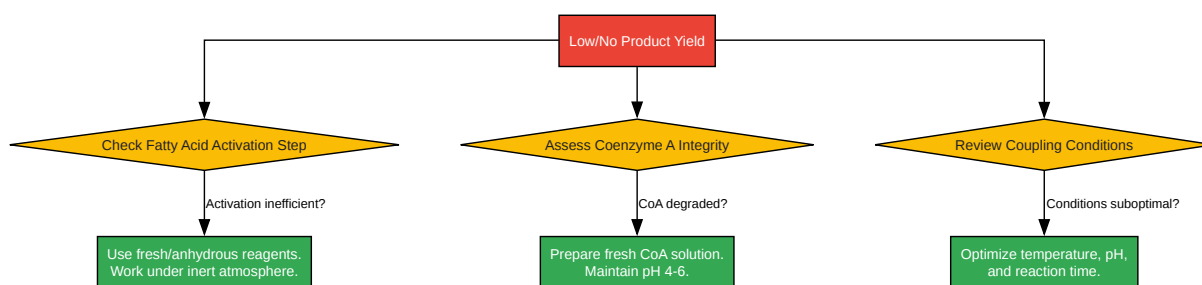 Low/No Product Yield
Check Fatty Acid Activation Step
Assess Coenzyme A Integrity
Review Coupling Conditions
Activation inefficient?
CoA degraded?
Conditions suboptimal?
Use fresh/anhydrous reagents.
Work under inert atmosphere.
Prepare fresh CoA solution.
Maintain pH 4-6.
Optimize temperature, pH,
and reaction time.